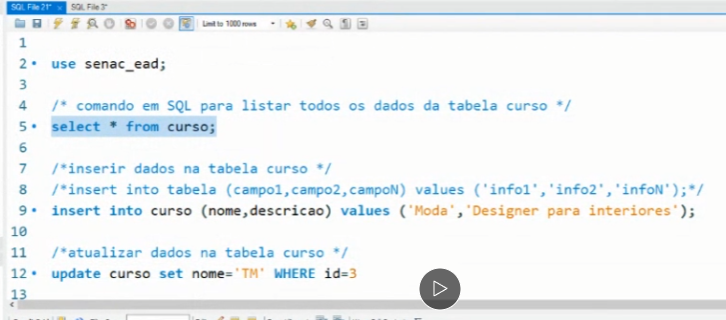 SQL File 21* SQL File 3*
Limit to 1000 rows
1
2 use senac_ead;
3
4 /* comando em SQL para listar todos os dados da tabela curso */
5 select * from curso;
6
7 /*inserir dados na tabela curso */
8 /*insert into tabela (campo1,campo2,campoN) values ('info1','info2','infoN');*/
9 insert into curso (nome,descricao) values ('Moda','Designer para interiores');
10
11 /*atualizar dados na tabela curso */
12 update curso set nome='TM' WHERE id=3
13